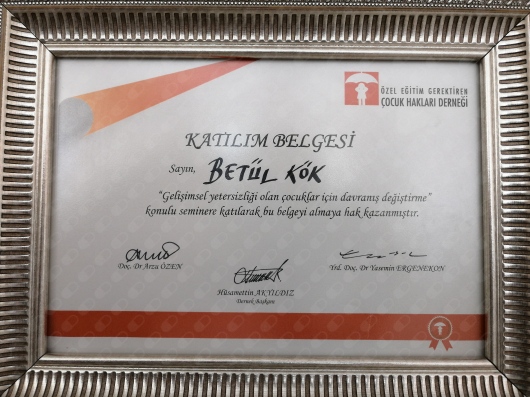 ÖZEL EĞİTİM GEREKTİREN
ÇOCUK HAKLARI DERNEĞİ
KATILIM BELGESİ
Sayın, BETÜL KÖK
“Gelişimsel yetersizliği olan çocuklar için davranış değiştirme”
konulu seminere katılarak bu belgeyi almaya hak kazanmıştır.
Doç. Dr Arzu ÖZEN
Yrd. Doç. Dr Yasemin ERGENEKON
Hüsamettin AKYILDIZ
Dernek Başkanı